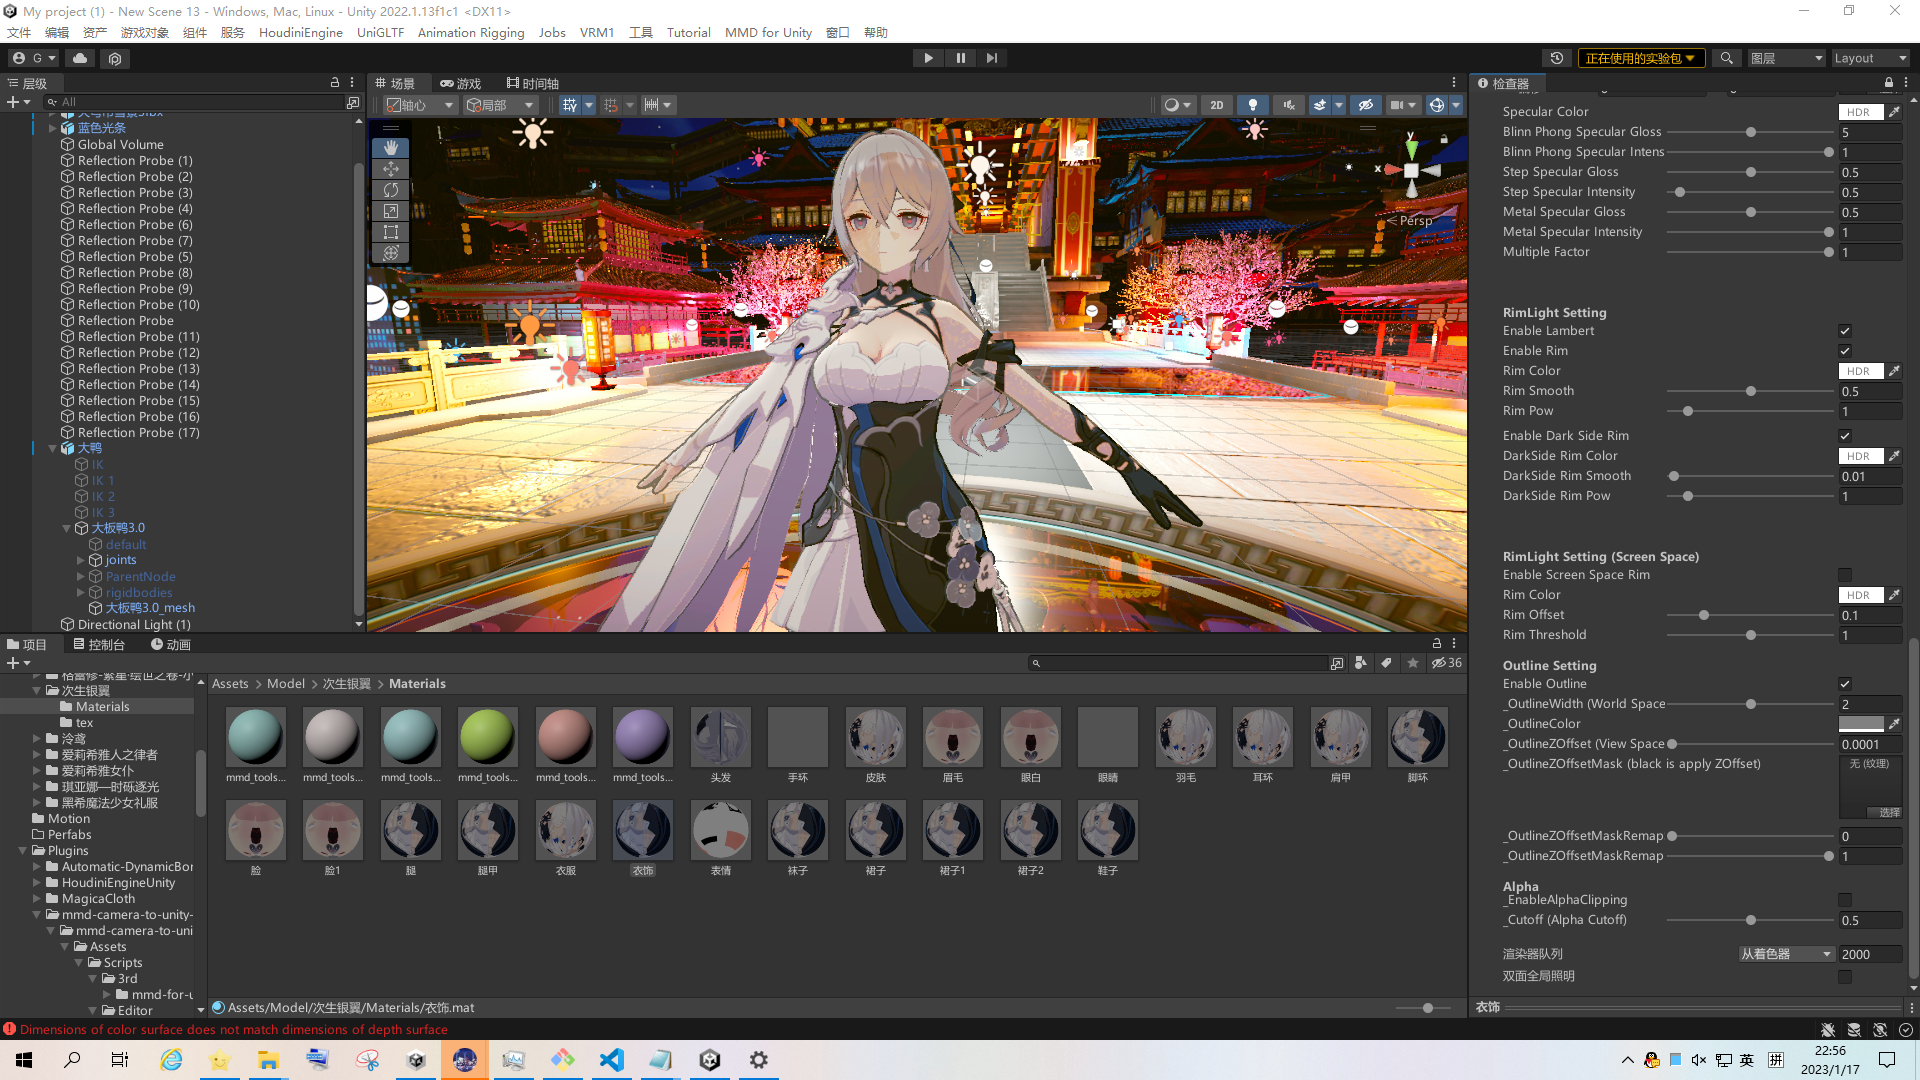 My project (1) - New Scene 13 - Windows, Mac, Linux - Unity 2022.1.13f1c1 <DX11>
文件 编辑 资产 游戏对象 组件 服务 HoudiniEngine UniGLTF Animation Rigging Jobs VRM1 工具 Tutorial MMD for Unity 窗口 帮助
G 正在使用的实验包 图层 Layout
层级
All
蓝色光条
Global Volume
Reflection Probe (1)
Reflection Probe (2)
Reflection Probe (3)
Reflection Probe (4)
Reflection Probe (6)
Reflection Probe (7)
Reflection Probe (5)
Reflection Probe (8)
Reflection Probe (9)
Reflection Probe (10)
Reflection Probe
Reflection Probe (11)
Reflection Probe (12)
Reflection Probe (13)
Reflection Probe (14)
Reflection Probe (15)
Reflection Probe (16)
Reflection Probe (17)
大鸭
IK
IK 1
IK 2
IK 3
大板鸭3.0
default
joints
ParentNode
rigidbodies
大板鸭3.0_mesh
Directional Light (1)
场景 游戏 时间轴
轴心 局部 2D
y
x
Persp
检查器
Specular Color HDR
Blinn Phong Specular Gloss 5
Blinn Phong Specular Intens 1
Step Specular Gloss 0.5
Step Specular Intensity 0.5
Metal Specular Gloss 0.5
Metal Specular Intensity 1
Multiple Factor 1
RimLight Setting
Enable Lambert
Enable Rim
Rim Color HDR
Rim Smooth 0.5
Rim Pow 1
Enable Dark Side Rim
DarkSide Rim Color HDR
DarkSide Rim Smooth 0.01
DarkSide Rim Pow 1
RimLight Setting (Screen Space)
Enable Screen Space Rim
Rim Color HDR
Rim Offset 0.1
Rim Threshold 1
Outline Setting
Enable Outline
_OutlineWidth (World Space 2
_OutlineColor
_OutlineZOffset (View Space 0.0001
_OutlineZOffsetMask (black is apply ZOffset) 无 (纹理)
选择
_OutlineZOffsetMaskRemap 0
_OutlineZOffsetMaskRemap 1
Alpha
_EnableAlphaClipping
_Cutoff (Alpha Cutoff) 0.5
渲染器队列 从着色器 2000
双面全局照明
衣饰
项目 控制台 动画
36
次生银翼
Materials
tex
泠鸢
爱莉希雅人之律者
爱莉希雅女仆
琪亚娜—时砾逐光
黑希魔法少女礼服
Motion
Perfabs
Plugins
Automatic-DynamicBor
HoudiniEngineUnity
MagicaCloth
mmd-camera-to-unity-
mmd-camera-to-uni
Assets
Scripts
3rd
mmd-for-u
Editor
Assets > Model > 次生银翼 > Materials
mmd_tools... mmd_tools... mmd_tools... mmd_tools... mmd_tools... mmd_tools... 头发 手环 皮肤 眉毛 眼白 眼睛 羽毛 耳环 肩甲 脚环
脸 脸1 腿 腿甲 衣服 衣饰 表情 袜子 裙子 裙子1 裙子2 鞋子
Assets/Model/次生银翼/Materials/衣饰.mat
Dimensions of color surface does not match dimensions of depth surface
英 拼 22:56
2023/1/17